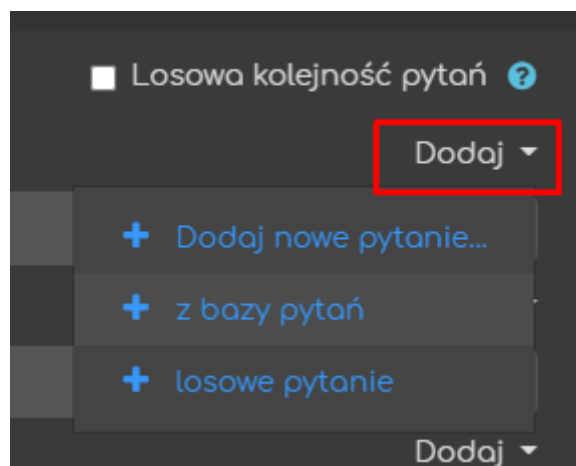 Losowa kolejność pytań ?
Dodaj
+ Dodaj nowe pytanie...
+ z bazy pytań
+ losowe pytanie
Dodaj